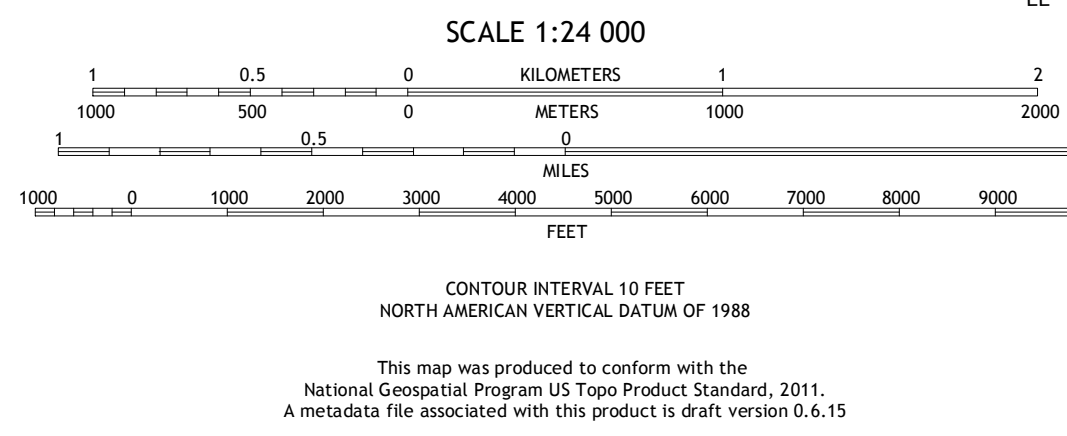 SCALE 1:24 000
1 0.5 0 KILOMETERS 1 2
1000 500 0 METERS 1000 2000
1 0.5 0
MILES
1000 0 1000 2000 3000 4000 5000 6000 7000 8000 9000
FEET
CONTOUR INTERVAL 10 FEET
NORTH AMERICAN VERTICAL DATUM OF 1988
This map was produced to conform with the
National Geospatial Program US Topo Product Standard, 2011.
A metadata file associated with this product is draft version 0.6.15